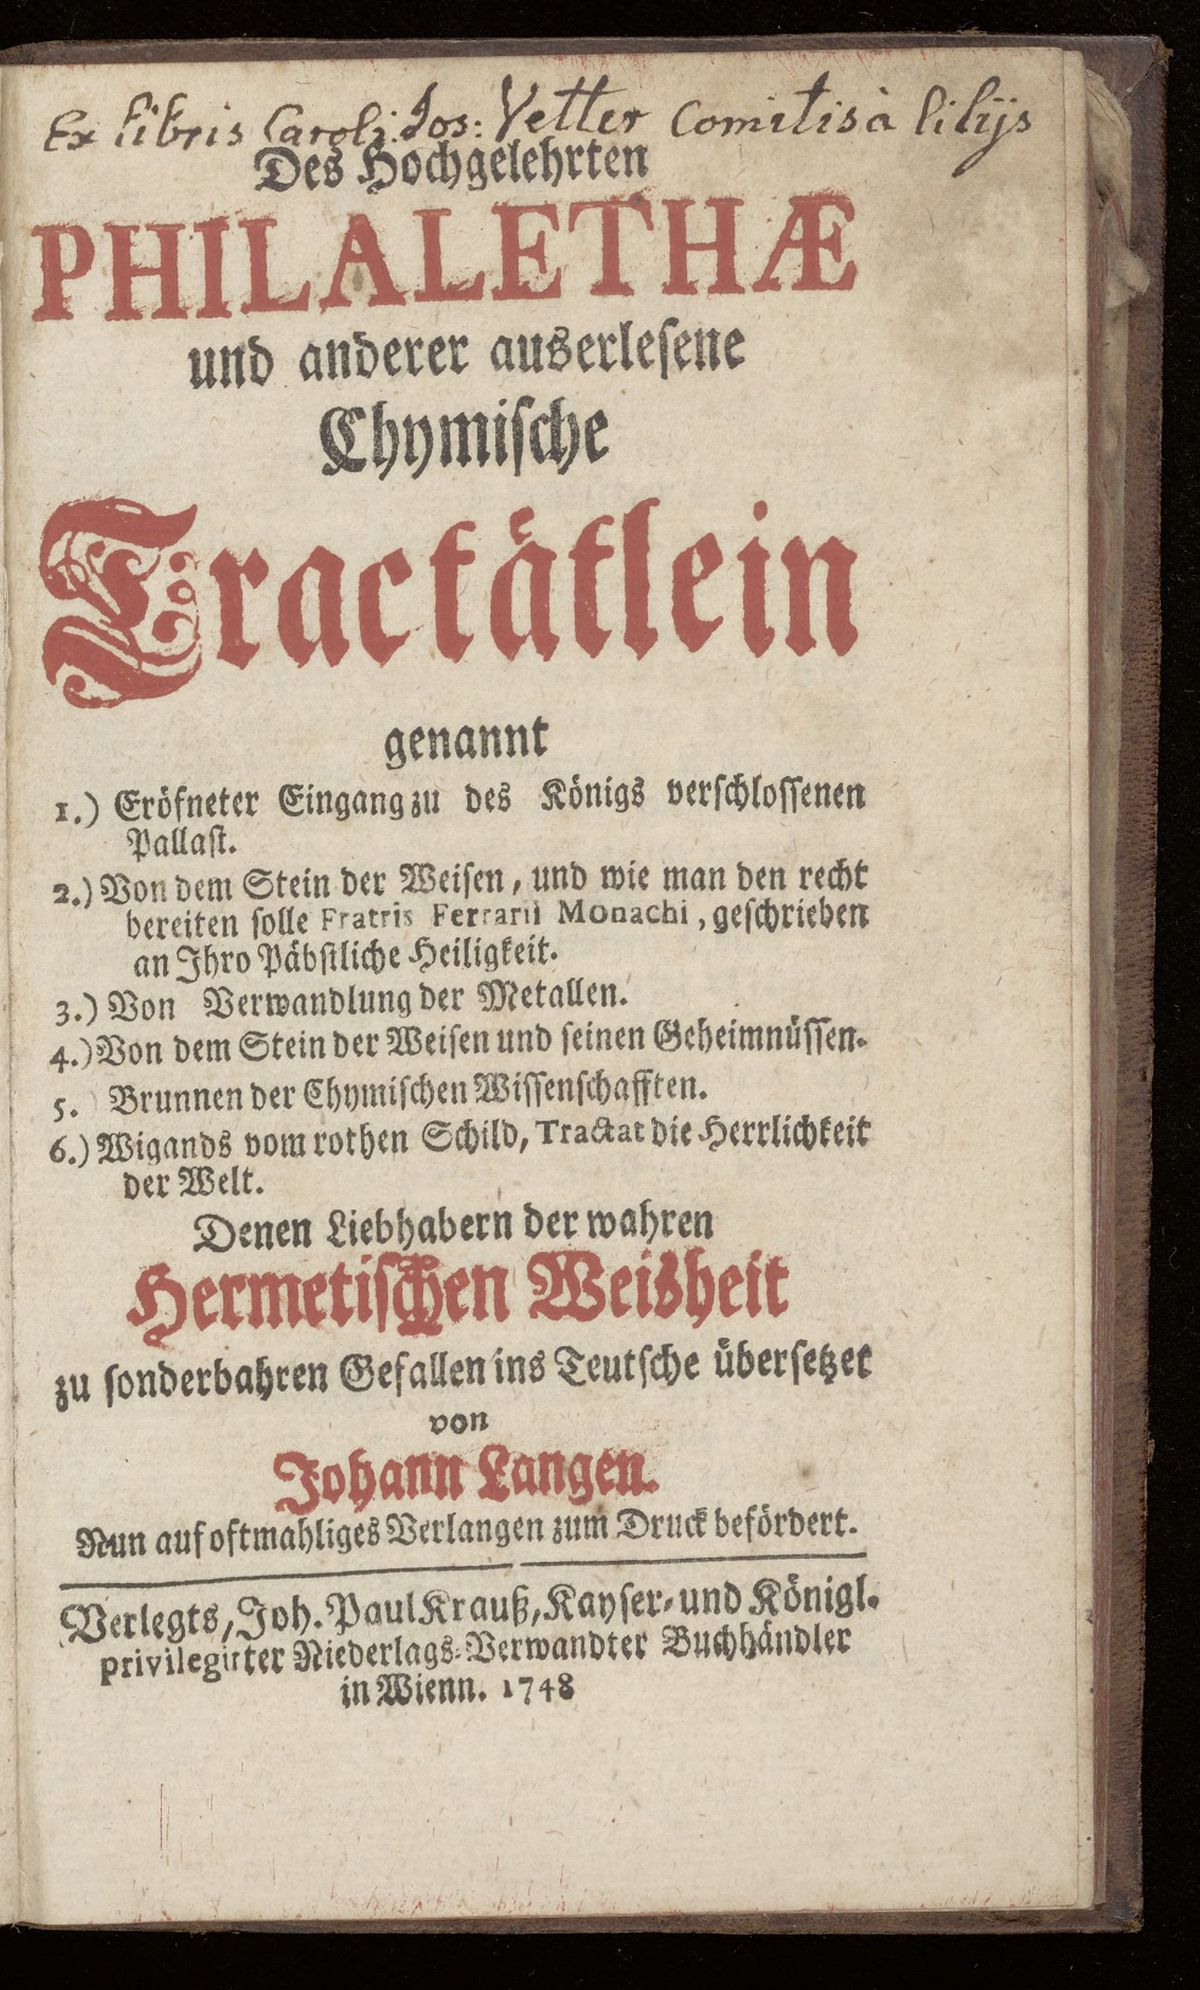 Ex libris Caroli Jos: Vetter Comitis à lilijs
Des Hochgelehrten
PHILALETHÆ
und anderer auserlesene
Chymische
Tractätlein
genannt
1.) Eröfneter Eingang zu des Königs verschlossenen
Pallast.
2.) Von dem Stein der Weisen, und wie man den recht
bereiten solle Fratris Ferrarii Monachi, geschrieben
an Ihro Päbstliche Heiligkeit.
3.) Von Verwandlung der Metallen.
4.) Von dem Stein der Weisen und seinen Geheimnüssen.
5. Brunnen der Chymischen Wissenschafften.
6.) Wigands vom rothen Schild, Tractat die Herrlichkeit
der Welt.
Denen Liebhabern der wahren
Hermetischen Weisheit
zu sonderbahren Gefallen ins Teutsche übersetzet
von
Johann Langen.
Nun auf oftmahliges Verlangen zum Druck befördert.
Verlegts, Joh. Paul Krauß, Kayser- und Königl.
privilegirter Niederlags-Verwandter Buchhändler
in Wienn. 1748